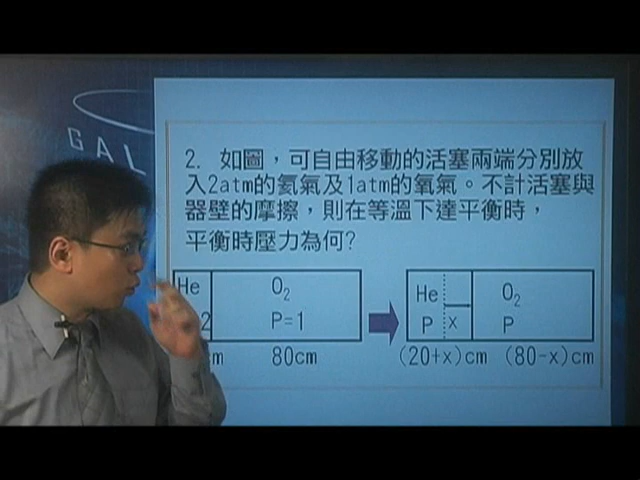 GAL
2. 如圖，可自由移動的活塞兩端分別放
入2atm的氦氣及1atm的氧氣。不計活塞與
器壁的摩擦，則在等溫下達平衡時，
平衡時壓力為何?
He O₂
2 P=1
cm 80cm
He O₂
P x P
(20+x)cm (80-x)cm